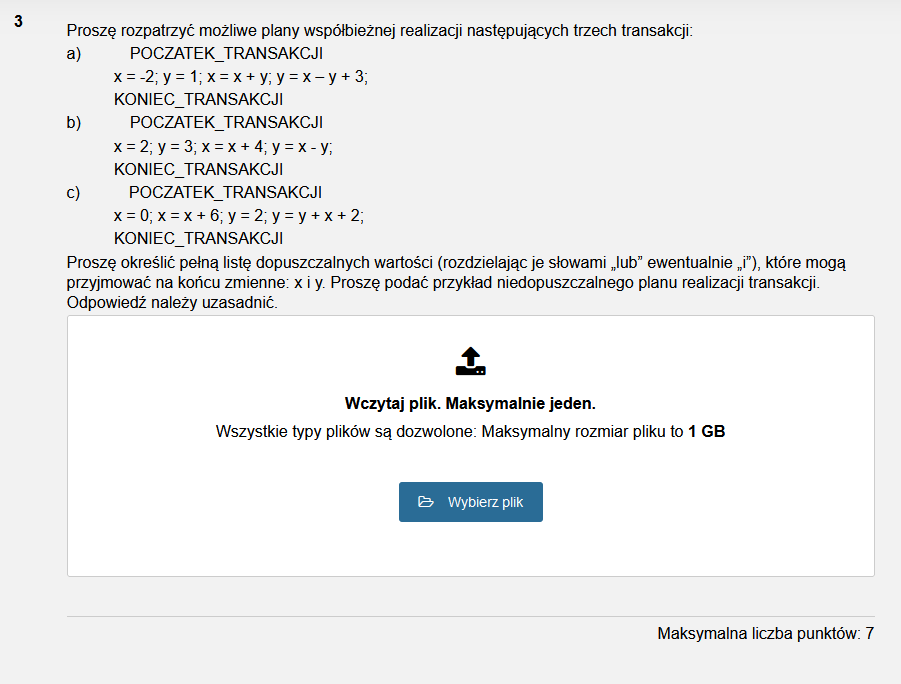 3
Proszę rozpatrzyć możliwe plany współbieżnej realizacji następujących trzech transakcji:
a) POCZATEK_TRANSAKCJI
x = -2; y = 1; x = x + y; y = x – y + 3;
KONIEC_TRANSAKCJI
b) POCZATEK_TRANSAKCJI
x = 2; y = 3; x = x + 4; y = x - y;
KONIEC_TRANSAKCJI
c) POCZATEK_TRANSAKCJI
x = 0; x = x + 6; y = 2; y = y + x + 2;
KONIEC_TRANSAKCJI
Proszę określić pełną listę dopuszczalnych wartości (rozdzielając je słowami „lub” ewentualnie „i”), które mogą
przyjmować na końcu zmienne: x i y. Proszę podać przykład niedopuszczalnego planu realizacji transakcji.
Odpowiedź należy uzasadnić.
Wczytaj plik. Maksymalnie jeden.
Wszystkie typy plików są dozwolone: Maksymalny rozmiar pliku to 1 GB
Wybierz plik
Maksymalna liczba punktów: 7